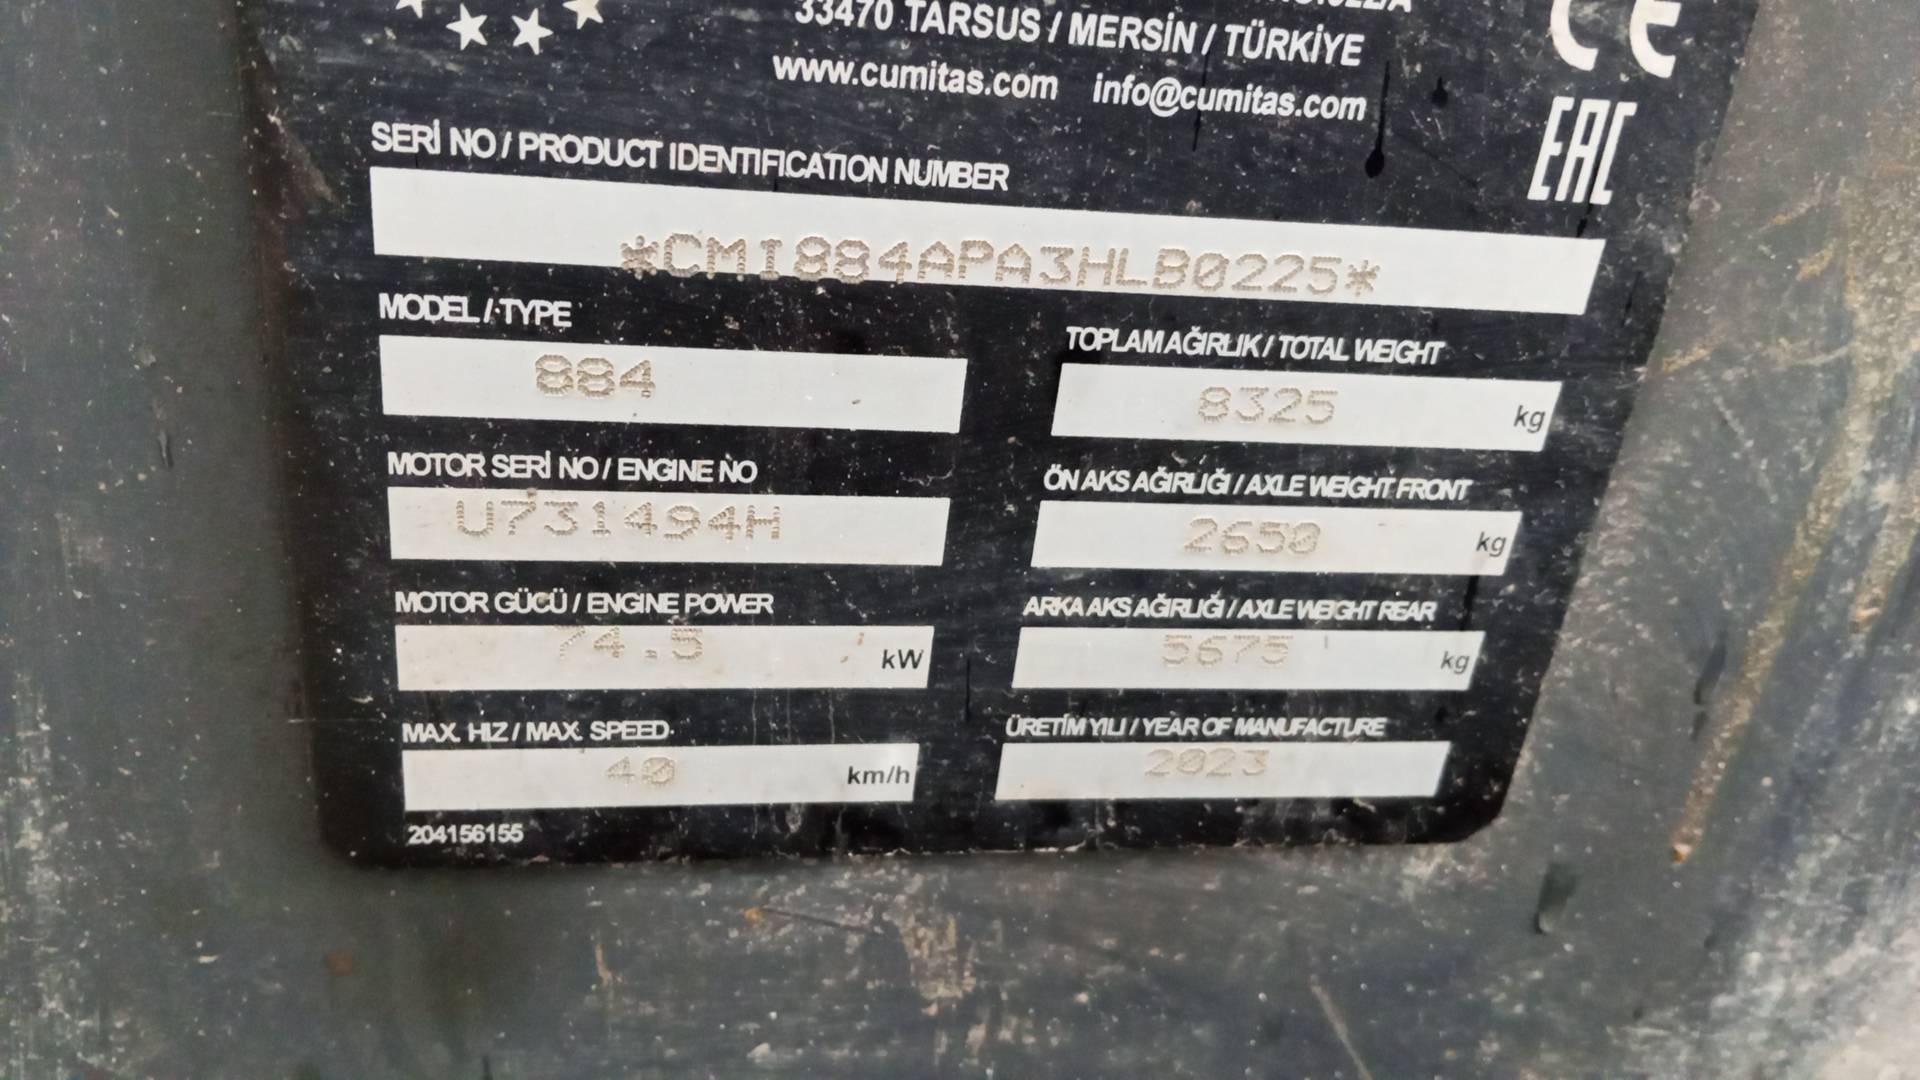 33470 TARSUS / MERSİN / TÜRKİYE
www.cumitas.com info@cumitas.com
CE
EAC
SERİ NO / PRODUCT IDENTIFICATION NUMBER
*CMI884APA3HLB0225*
MODEL / TYPE
884
TOPLAM AĞIRLIK / TOTAL WEIGHT
8325 kg
MOTOR SERİ NO / ENGINE NO
U731494H
ÖN AKS AĞIRLIĞI / AXLE WEIGHT FRONT
2650 kg
MOTOR GÜCÜ / ENGINE POWER
74.5 kW
ARKA AKS AĞIRLIĞI / AXLE WEIGHT REAR
5675 kg
MAX. HIZ / MAX. SPEED
40 km/h
ÜRETİM YILI / YEAR OF MANUFACTURE
2023
204156155